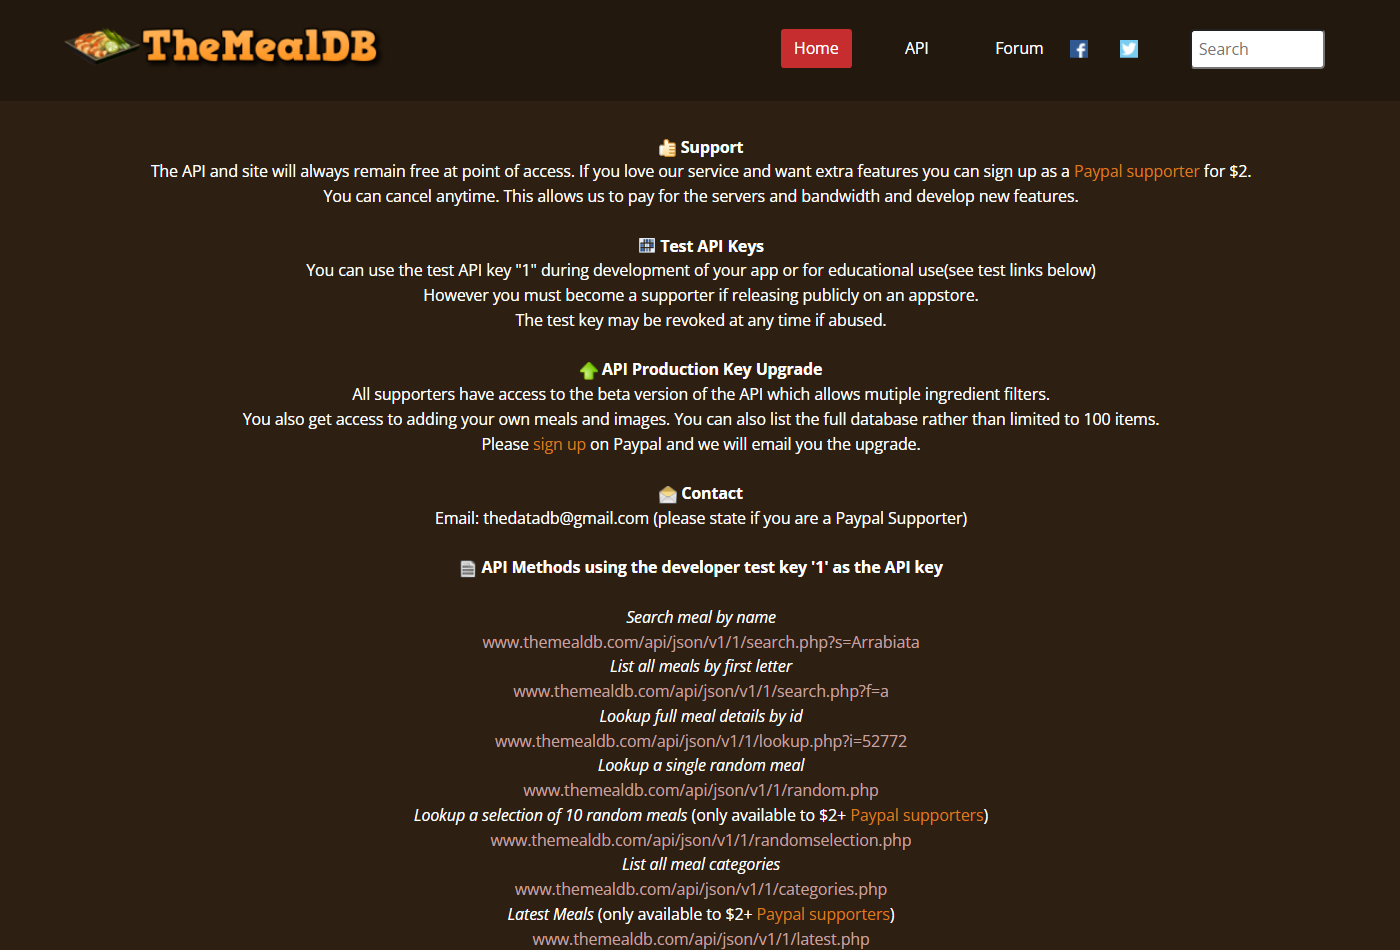 TheMealDB
Home API Forum Search
Support
The API and site will always remain free at point of access. If you love our service and want extra features you can sign up as a Paypal supporter for $2.
You can cancel anytime. This allows us to pay for the servers and bandwidth and develop new features.
Test API Keys
You can use the test API key "1" during development of your app or for educational use(see test links below)
However you must become a supporter if releasing publicly on an appstore.
The test key may be revoked at any time if abused.
API Production Key Upgrade
All supporters have access to the beta version of the API which allows mutiple ingredient filters.
You also get access to adding your own meals and images. You can also list the full database rather than limited to 100 items.
Please sign up on Paypal and we will email you the upgrade.
Contact
Email: thedatadb@gmail.com (please state if you are a Paypal Supporter)
API Methods using the developer test key '1' as the API key
Search meal by name
www.themealdb.com/api/json/v1/1/search.php?s=Arrabiata
List all meals by first letter
www.themealdb.com/api/json/v1/1/search.php?f=a
Lookup full meal details by id
www.themealdb.com/api/json/v1/1/lookup.php?i=52772
Lookup a single random meal
www.themealdb.com/api/json/v1/1/random.php
Lookup a selection of 10 random meals (only available to $2+ Paypal supporters)
www.themealdb.com/api/json/v1/1/randomselection.php
List all meal categories
www.themealdb.com/api/json/v1/1/categories.php
Latest Meals (only available to $2+ Paypal supporters)
www.themealdb.com/api/json/v1/1/latest.php